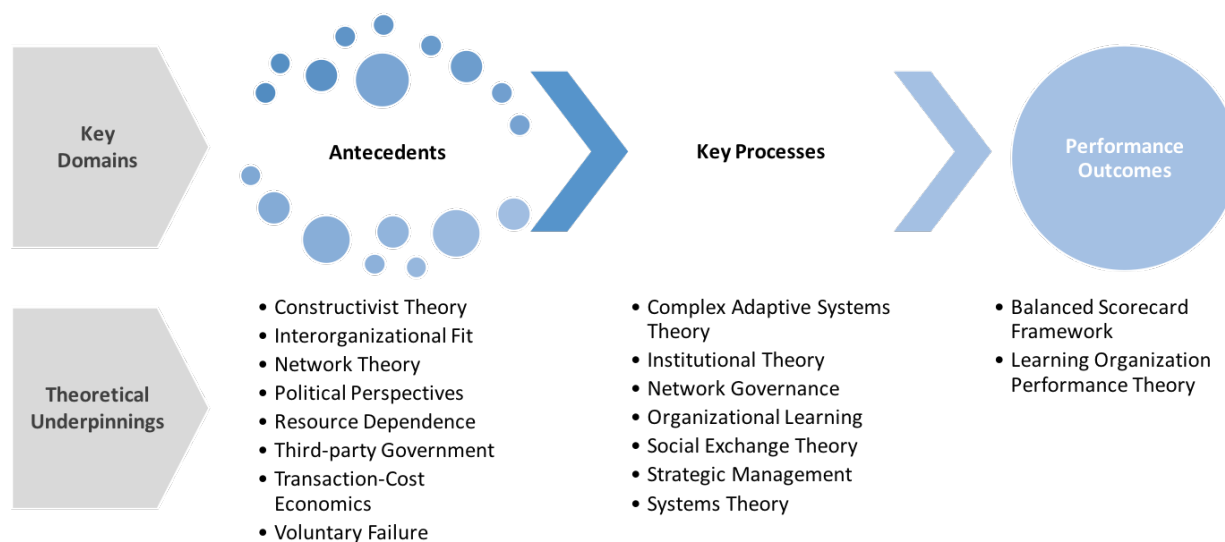 Key
Domains
Antecedents
Key Processes
Performance
Outcomes
Theoretical
Underpinnings
• Constructivist Theory
• Interorganizational Fit
• Network Theory
• Political Perspectives
• Resource Dependence
• Third-party Government
• Transaction-Cost
Economics
• Voluntary Failure
• Complex Adaptive Systems
Theory
• Institutional Theory
• Network Governance
• Organizational Learning
• Social Exchange Theory
• Strategic Management
• Systems Theory
• Balanced Scorecard
Framework
• Learning Organization
Performance Theory